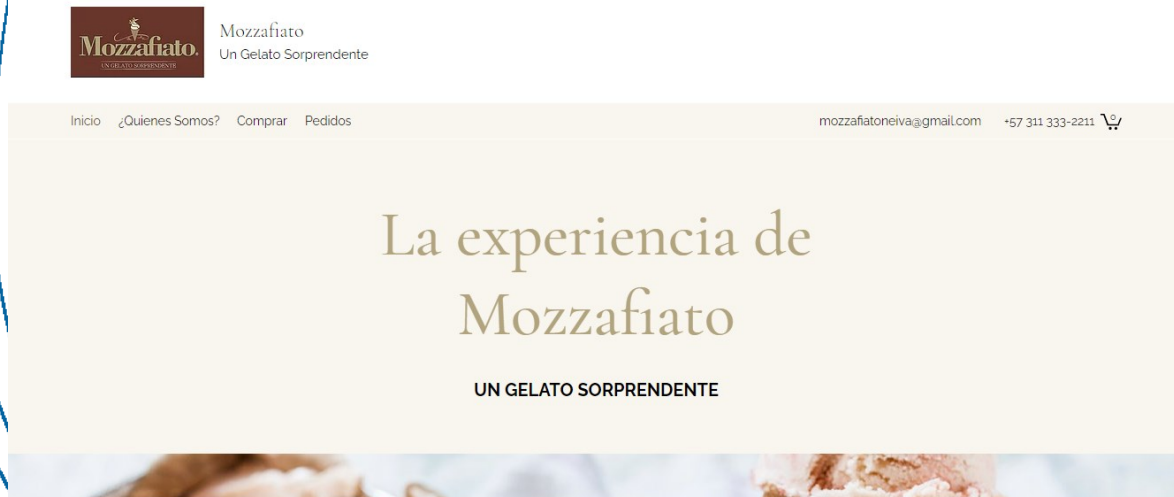 Mozzafiato.
UN GELATO SORPRENDENTE
Mozzafiato
Un Gelato Sorprendente
Inicio ¿Quienes Somos? Comprar Pedidos mozzafiatoneiva@gmail.com +57 311 333-2211 0
La experiencia de
Mozzafiato
UN GELATO SORPRENDENTE